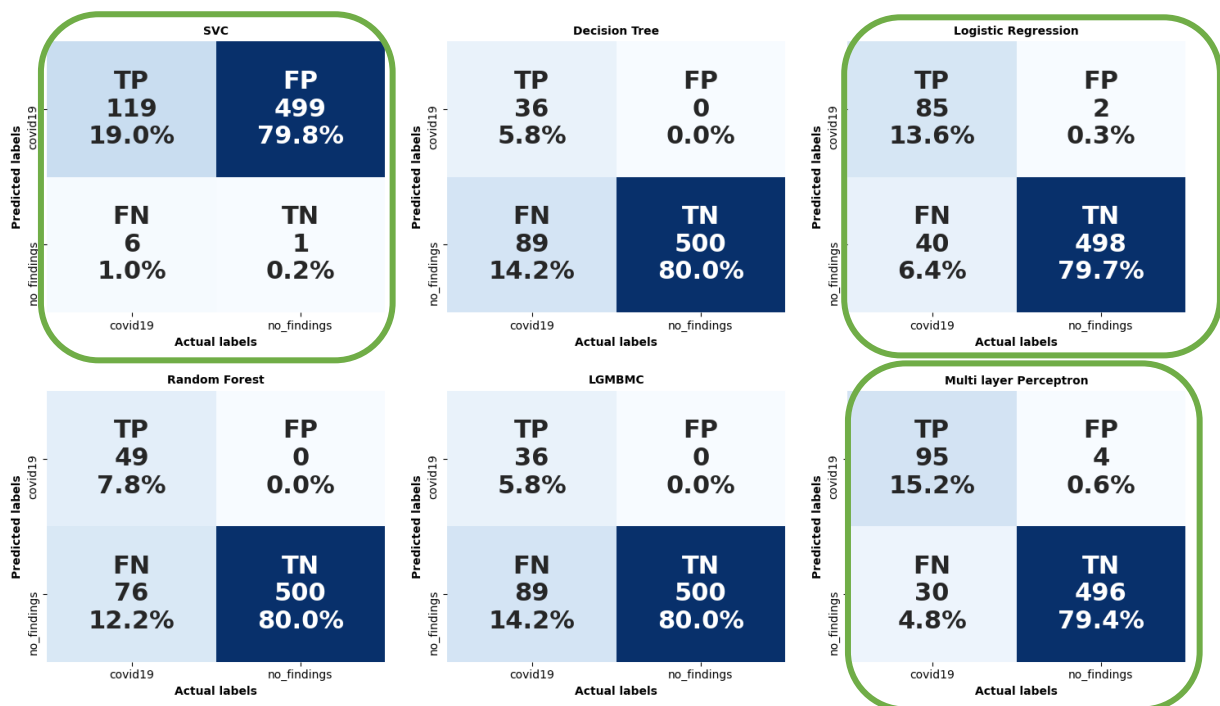 SVC
Predicted labels
covid19
no_findings
TP
119
19.0%
FP
499
79.8%
FN
6
1.0%
TN
1
0.2%
covid19
no_findings
Actual labels
Decision Tree
Predicted labels
covid19
no_findings
TP
36
5.8%
FP
0
0.0%
FN
89
14.2%
TN
500
80.0%
covid19
no_findings
Actual labels
Logistic Regression
Predicted labels
covid19
no_findings
TP
85
13.6%
FP
2
0.3%
FN
40
6.4%
TN
498
79.7%
covid19
no_findings
Actual labels
Random Forest
Predicted labels
covid19
no_findings
TP
49
7.8%
FP
0
0.0%
FN
76
12.2%
TN
500
80.0%
covid19
no_findings
Actual labels
LGMBMC
Predicted labels
covid19
no_findings
TP
36
5.8%
FP
0
0.0%
FN
89
14.2%
TN
500
80.0%
covid19
no_findings
Actual labels
Multi layer Perceptron
Predicted labels
covid19
no_findings
TP
95
15.2%
FP
4
0.6%
FN
30
4.8%
TN
496
79.4%
covid19
no_findings
Actual labels